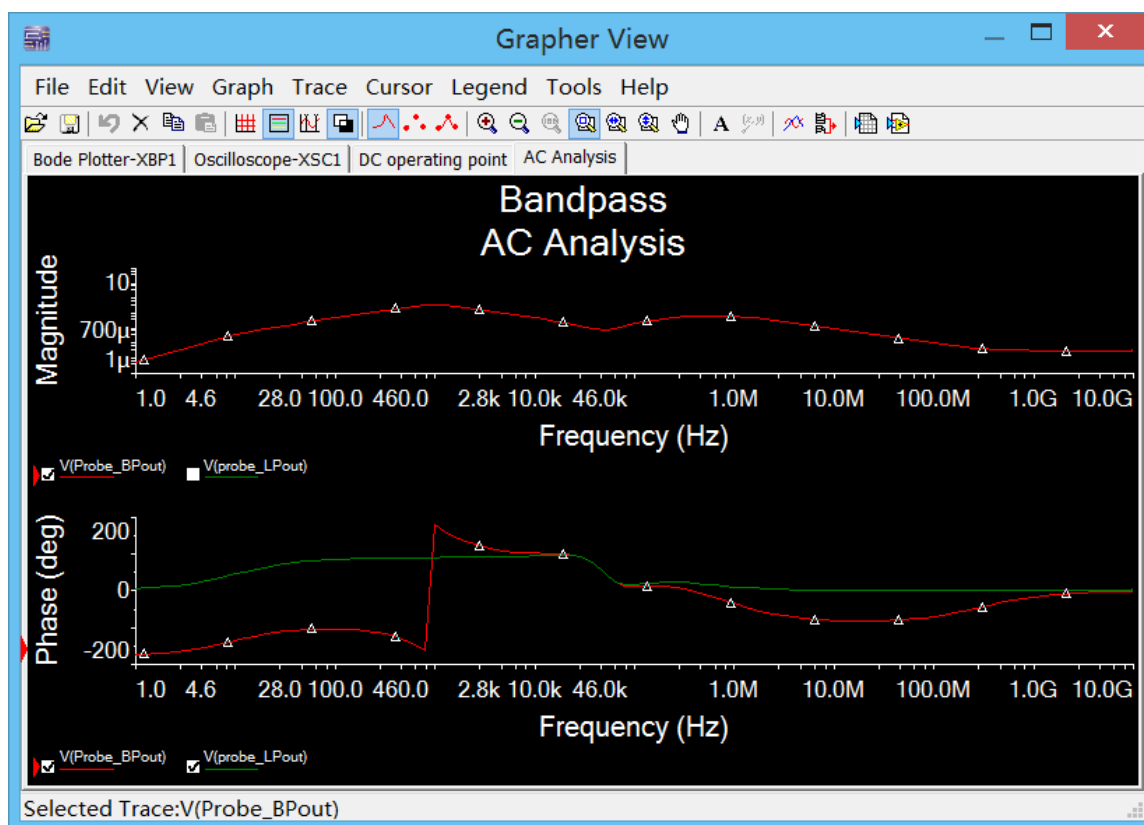 Grapher View
File Edit View Graph Trace Cursor Legend Tools Help
Bode Plotter-XBP1 Oscilloscope-XSC1 DC operating point AC Analysis
Bandpass
AC Analysis
Magnitude
10
700µ
1µ
1.0 4.6 28.0 100.0 460.0 2.8k 10.0k 46.0k 1.0M 10.0M 100.0M 1.0G 10.0G
Frequency (Hz)
V(Probe_BPout) V(probe_LPout)
Phase (deg)
200
0
-200
1.0 4.6 28.0 100.0 460.0 2.8k 10.0k 46.0k 1.0M 10.0M 100.0M 1.0G 10.0G
Frequency (Hz)
V(Probe_BPout) V(probe_LPout)
Selected Trace:V(Probe_BPout)